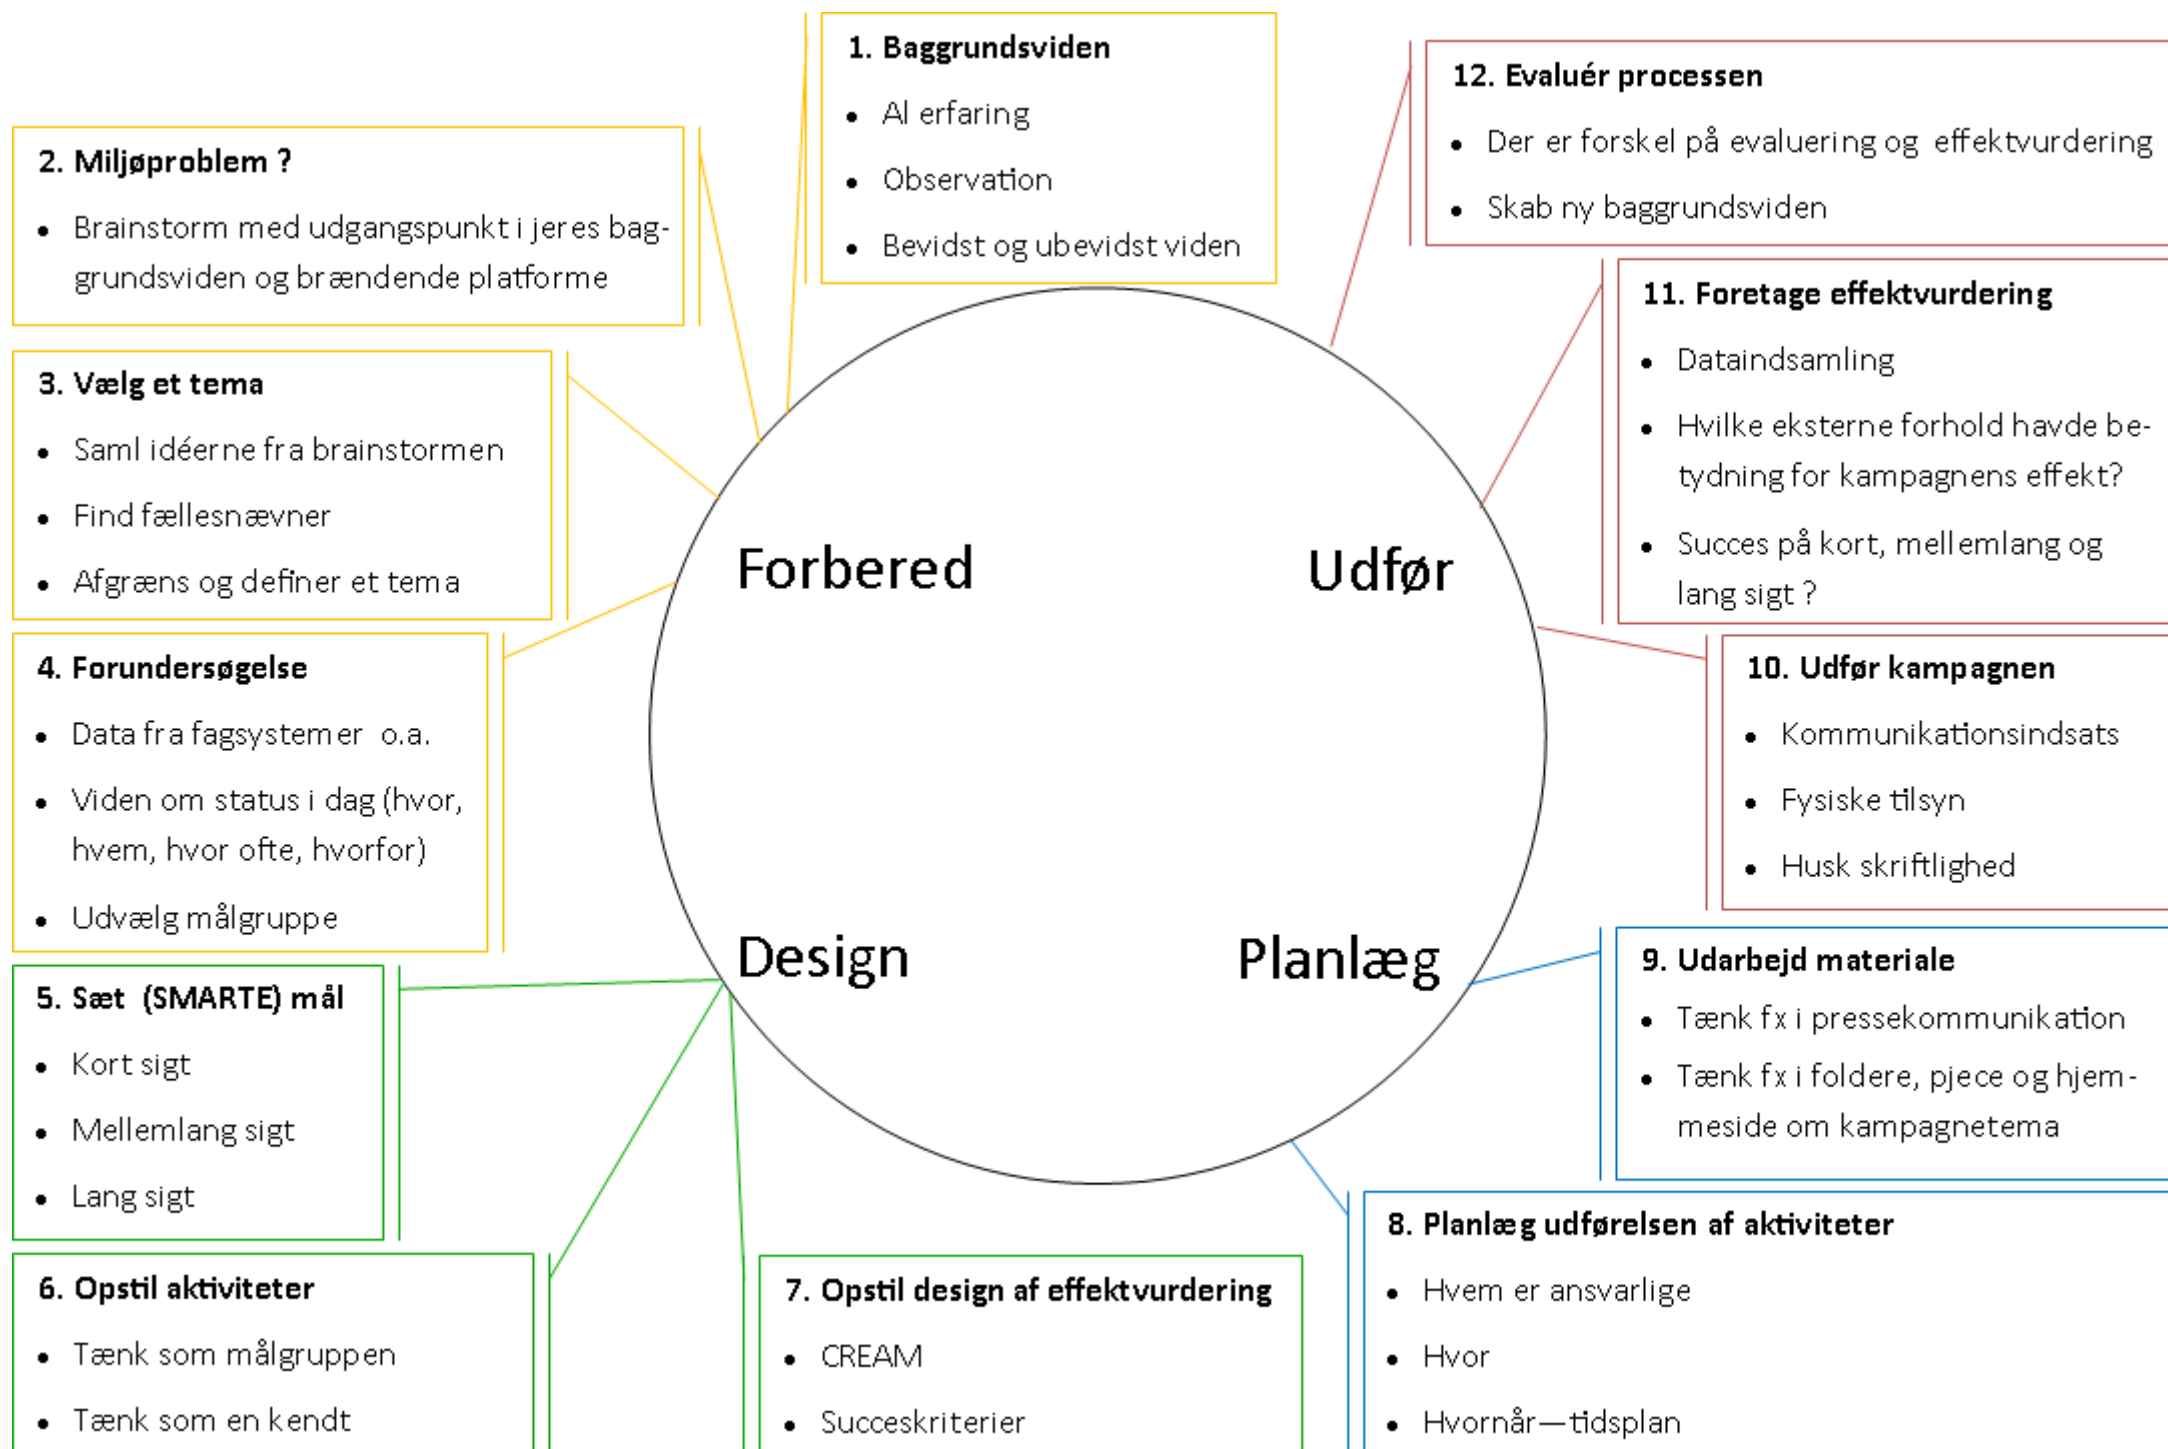 1. Baggrundsviden
• Al erfaring
• Observation
• Bevidst og ubevidst viden
2. Miljøproblem ?
• Brainstorm med udgangspunkt i jeres bag-
grundsviden og brændende platforme
3. Vælg et tema
• Saml idéerne fra brainstormen
• Find fællesnævner
• Afgræns og definer et tema
4. Forundersøgelse
• Data fra fagsystemer o.a.
• Viden om status i dag (hvor,
hvem, hvor ofte, hvorfor)
• Udvælg målgruppe
5. Sæt (SMARTE) mål
• Kort sigt
• Mellemlang sigt
• Lang sigt
6. Opstil aktiviteter
• Tænk som målgruppen
• Tænk som en kendt
7. Opstil design af effektvurdering
• CREAM
• Succeskriterier
8. Planlæg udførelsen af aktiviteter
• Hvem er ansvarlige
• Hvor
• Hvornår—tidsplan
9. Udarbejd materiale
• Tænk fx i pressekommunikation
• Tænk fx i foldere, pjece og hjem-
meside om kampagnetema
10. Udfør kampagnen
• Kommunikationsindsats
• Fysiske tilsyn
• Husk skriftlighed
11. Foretage effektvurdering
• Dataindsamling
• Hvilke eksterne forhold havde be-
tydning for kampagnens effekt?
• Succes på kort, mellemlang og
lang sigt ?
12. Evaluér processen
• Der er forskel på evaluering og effektvurdering
• Skab ny baggrundsviden
Forbered
Udfør
Design
Planlæg